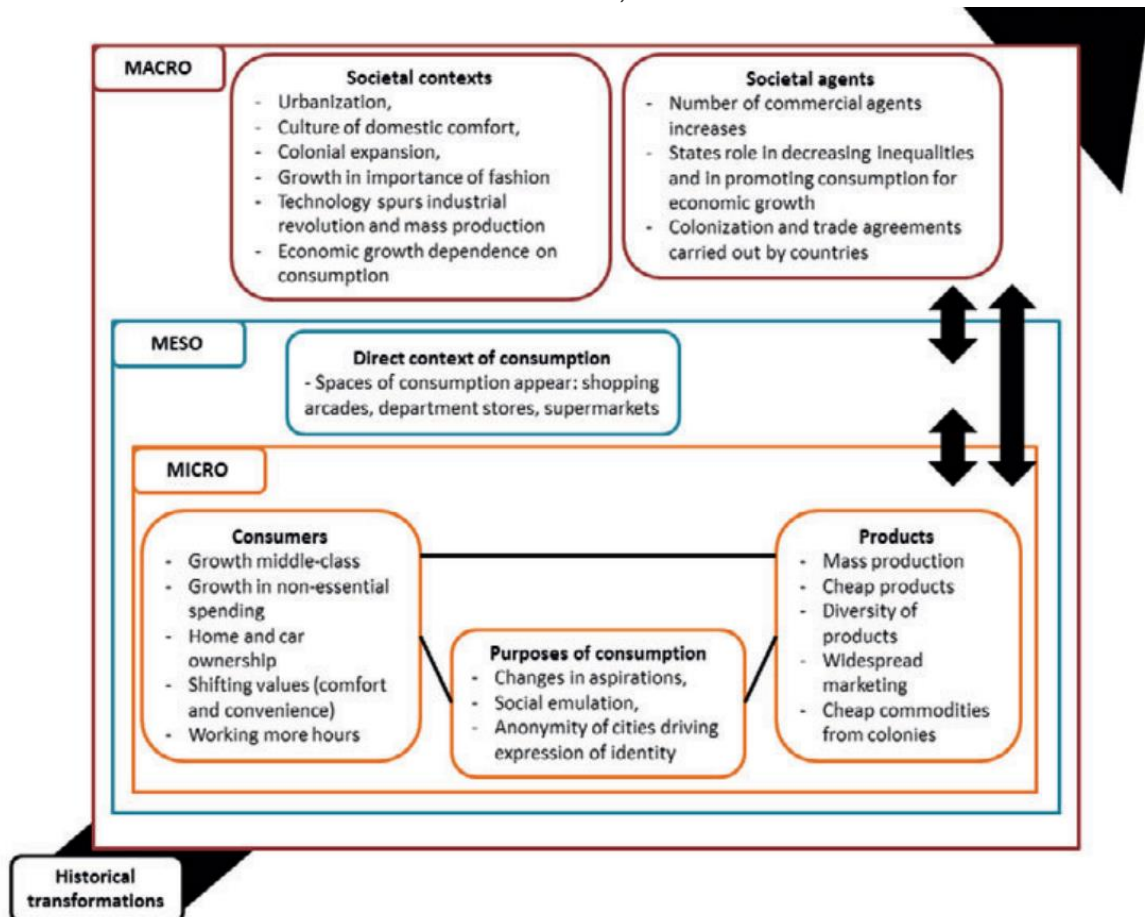 MACRO
Societal contexts
- Urbanization,
- Culture of domestic comfort,
- Colonial expansion,
- Growth in importance of fashion
- Technology spurs industrial
revolution and mass production
- Economic growth dependence on
consumption
Societal agents
- Number of commercial agents
increases
- States role in decreasing inequalities
and in promoting consumption for
economic growth
- Colonization and trade agreements
carried out by countries
MESO
Direct context of consumption
- Spaces of consumption appear: shopping
arcades, department stores, supermarkets
MICRO
Consumers
- Growth middle-class
- Growth in non-essential
spending
- Home and car
ownership
- Shifting values (comfort
and convenience)
- Working more hours
Purposes of consumption
- Changes in aspirations,
- Social emulation,
- Anonymity of cities driving
expression of identity
Products
- Mass production
- Cheap products
- Diversity of
products
- Widespread
marketing
- Cheap commodities
from colonies
Historical
transformations